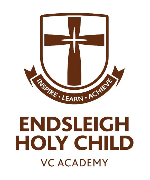 INSPIRE • LEARN • ACHIEVE
ENDSLEIGH
HOLY CHILD
VC ACADEMY